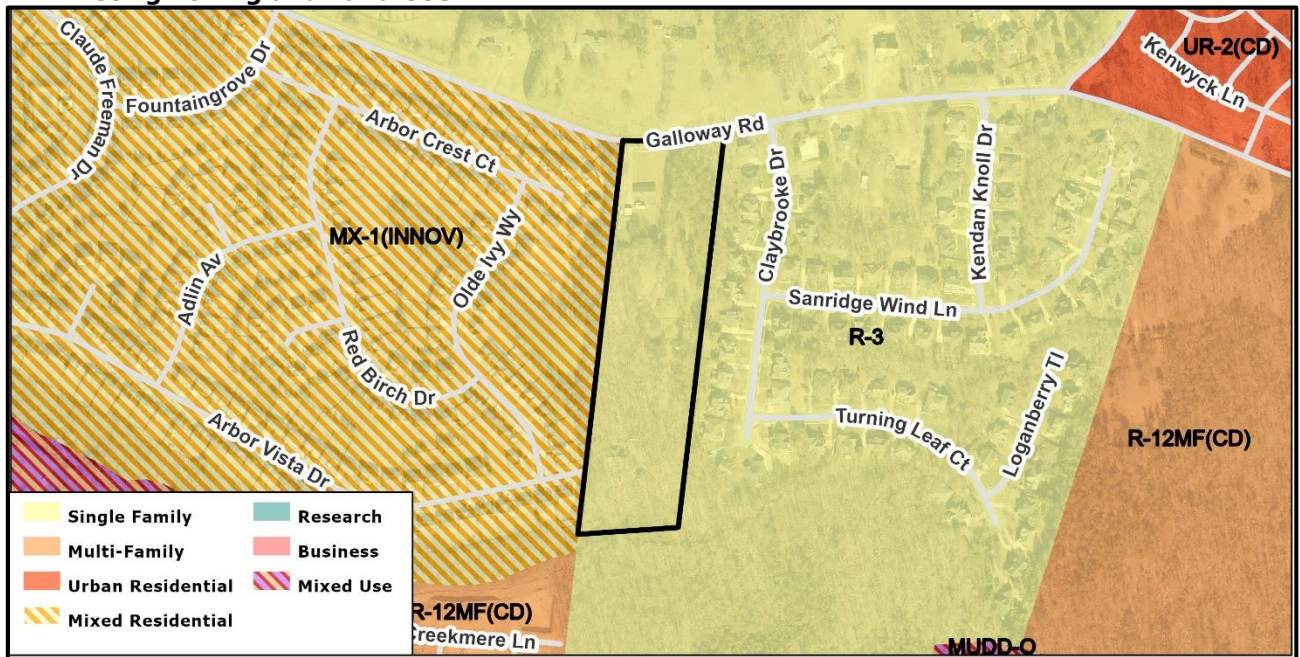 Claude Freeman Dr
Fountaingrove Dr
Arbor Crest Ct
Galloway Rd
UR-2(CD)
Kenwyck Ln
MX-1(INNOV)
Olde Ivy Wy
Adlin Av
Red Birch Dr
Arbor Vista Dr
Claybrooke Dr
Kendan Knoll Dr
Sanridge Wind Ln
R-3
Turning Leaf Ct
Loganberry Tl
R-12MF(CD)
R-12MF(CD)
Creekmere Ln
MUDD-O
Single Family
Multi-Family
Urban Residential
Mixed Residential
Research
Business
Mixed Use